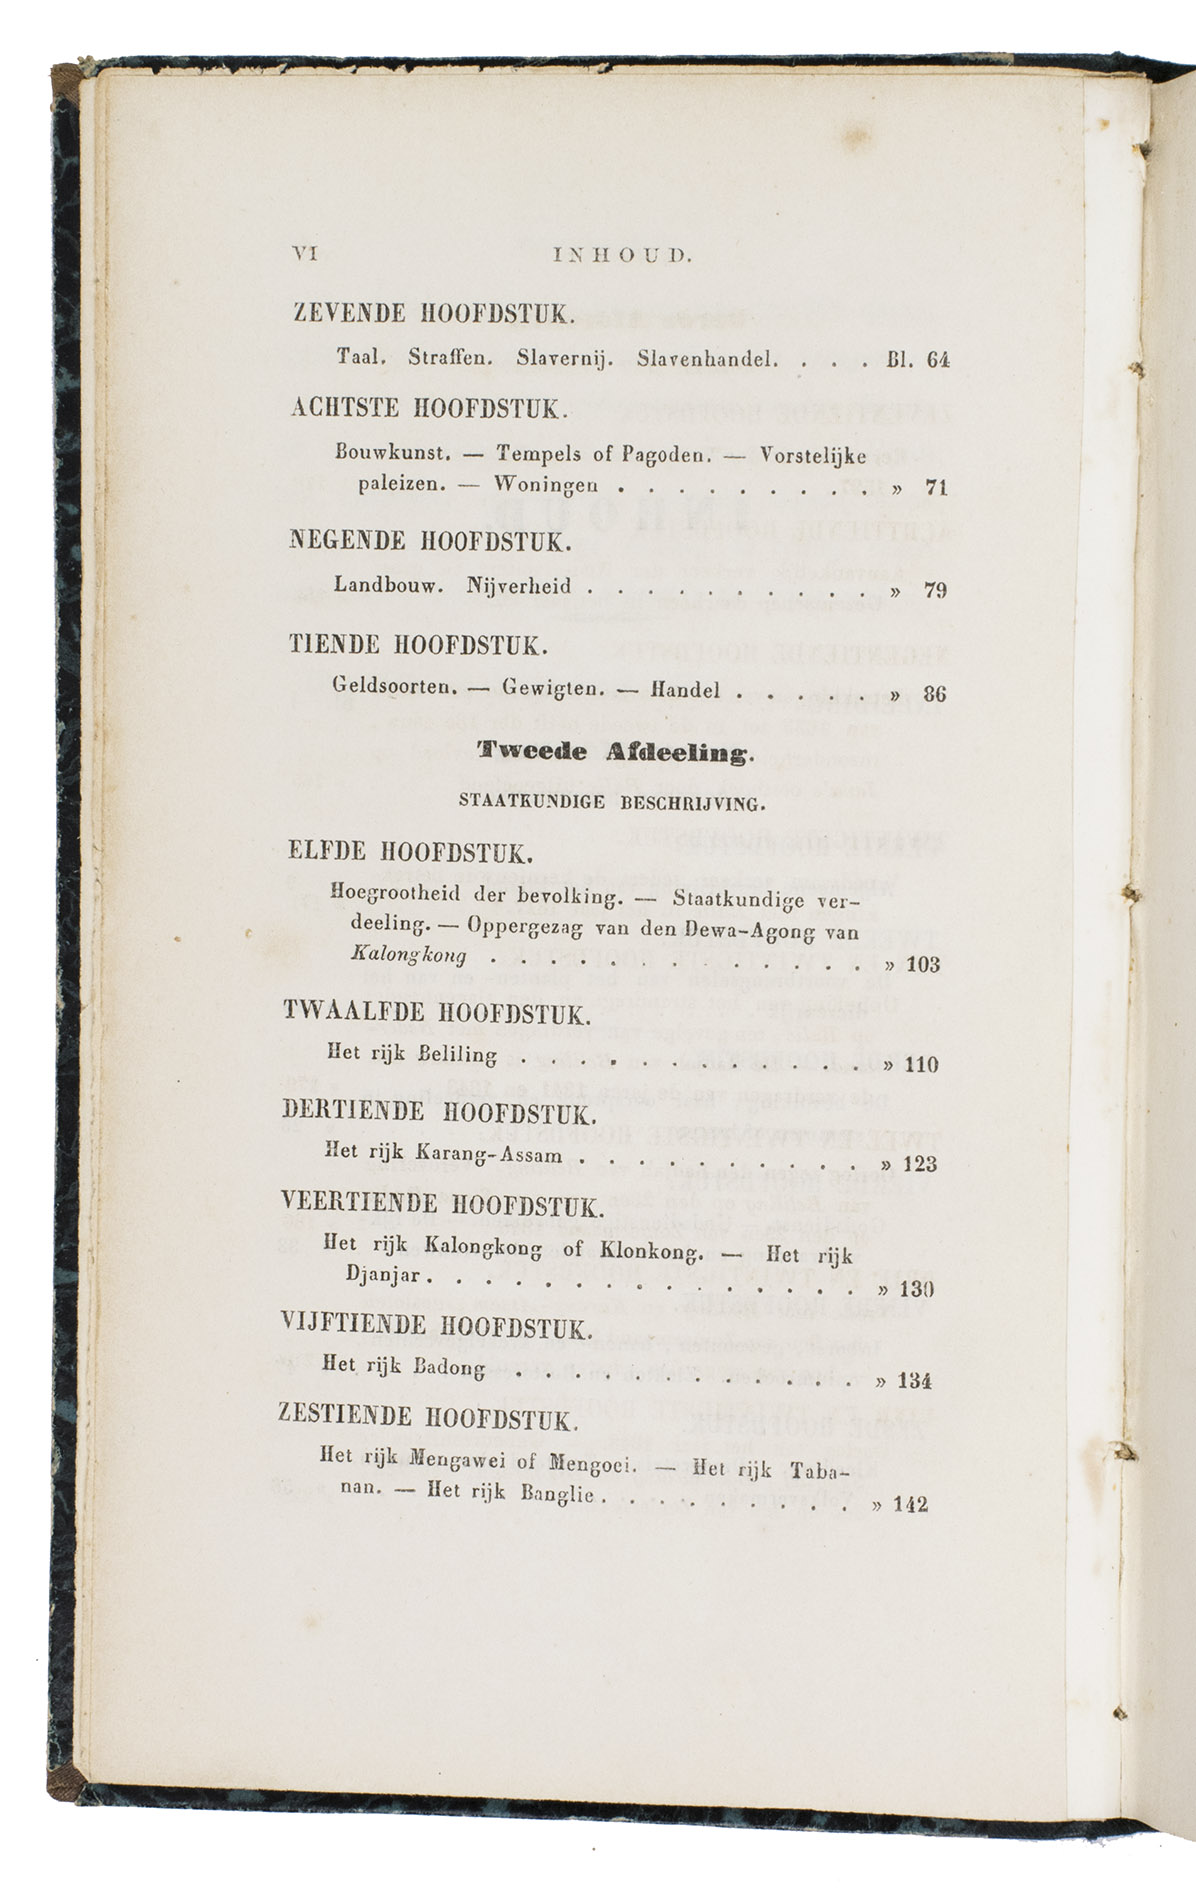 VI INHOUD.
ZEVENDE HOOFDSTUK.
Taal. Straffen. Slavernij. Slavenhandel. . . . Bl. 64
ACHTSTE HOOFDSTUK.
Bouwkunst. — Tempels of Pagoden. — Vorstelijke
paleizen. — Woningen . . . . . . . . . » 71
NEGENDE HOOFDSTUK.
Landbouw. Nijverheid . . . . . . . . . . » 79
TIENDE HOOFDSTUK.
Geldsoorten. — Gewigten. — Handel . . . . . » 86
Tweede Afdeeling.
STAATKUNDIGE BESCHRIJVING.
ELFDE HOOFDSTUK.
Hoegrootheid der bevolking. — Staatkundige ver-
deeling. — Oppergezag van den Dewa-Agong van
Kalongkong . . . . . . . . . . . . . » 103
TWAALFDE HOOFDSTUK.
Het rijk Beliling . . . . . . . . . . . . » 110
DERTIENDE HOOFDSTUK.
Het rijk Karang-Assam . . . . . . . . . . » 123
VEERTIENDE HOOFDSTUK.
Het rijk Kalongkong of Klonkong. — Het rijk
Djanjar . . . . . . . . . . . . . . . » 130
VIJFTIENDE HOOFDSTUK.
Het rijk Badong . . . . . . . . . . . . » 134
ZESTIENDE HOOFDSTUK.
Het rijk Mengawei of Mengoei. — Het rijk Taba-
nan. — Het rijk Banglie . . . . . . . . . » 142